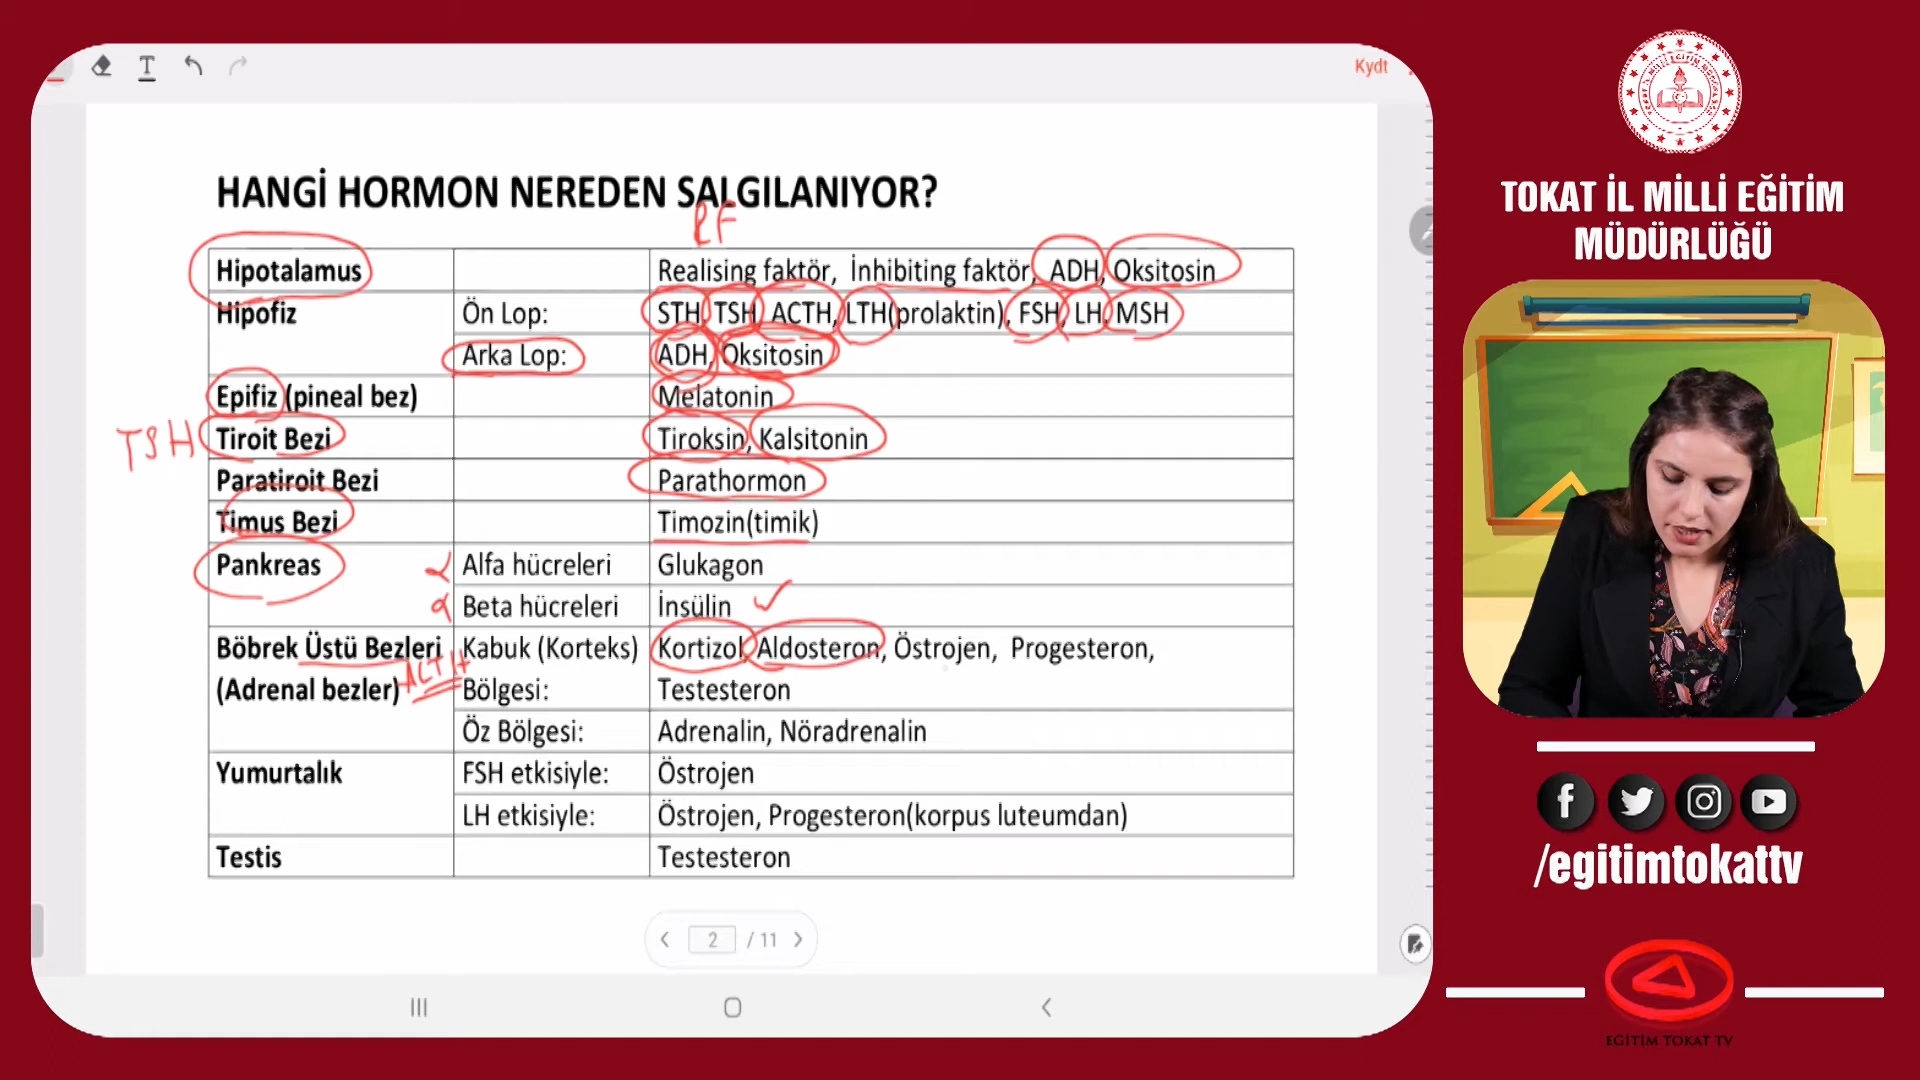 Kydt
HANGİ HORMON NEREDEN SALGILANIYOR?
RF
Hipotalamus Realising faktör, İnhibiting faktör, ADH, Oksitosin
Hipofiz Ön Lop: STH, TSH, ACTH, LTH(prolaktin), FSH, LH, MSH
Arka Lop: ADH, Oksitosin
Epifiz (pineal bez) Melatonin
TSH Tiroit Bezi Tiroksin, Kalsitonin
Paratiroit Bezi Parathormon
Timus Bezi Timozin(timik)
Pankreas α Alfa hücreleri Glukagon
Beta hücreleri İnsülin
Böbrek Üstü Bezleri Kabuk (Korteks) Kortizol, Aldosteron, Östrojen, Progesteron,
(Adrenal bezler) ACTH Bölgesi: Testesteron
Öz Bölgesi: Adrenalin, Nöradrenalin
Yumurtalık FSH etkisiyle: Östrojen
LH etkisiyle: Östrojen, Progesteron(korpus luteumdan)
Testis Testesteron
2 / 11
TOKAT İL MİLLİ EĞİTİM
MÜDÜRLÜĞÜ
/egitimtokattv
EĞİTİM TOKAT TV